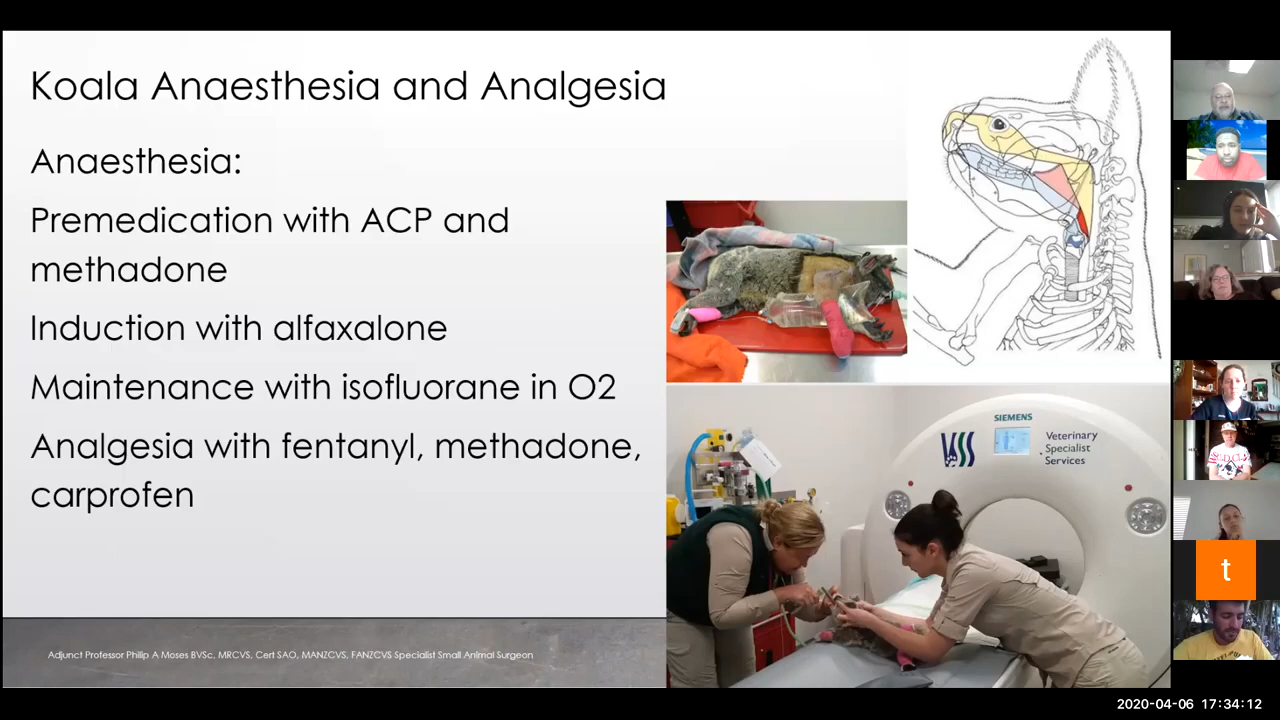 Koala Anaesthesia and Analgesia
Anaesthesia:
Premedication with ACP and
methadone
Induction with alfaxalone
Maintenance with isofluorane in O2
Analgesia with fentanyl, methadone,
carprofen
SIEMENS
VSS
Veterinary
Specialist
Services
Adjunct Professor Philip A Moses BVSc, MRCVS, Cert SAO, MANZCVS, FANZCVS Specialist Small Animal Surgeon
t
2020-04-06 17:34:12